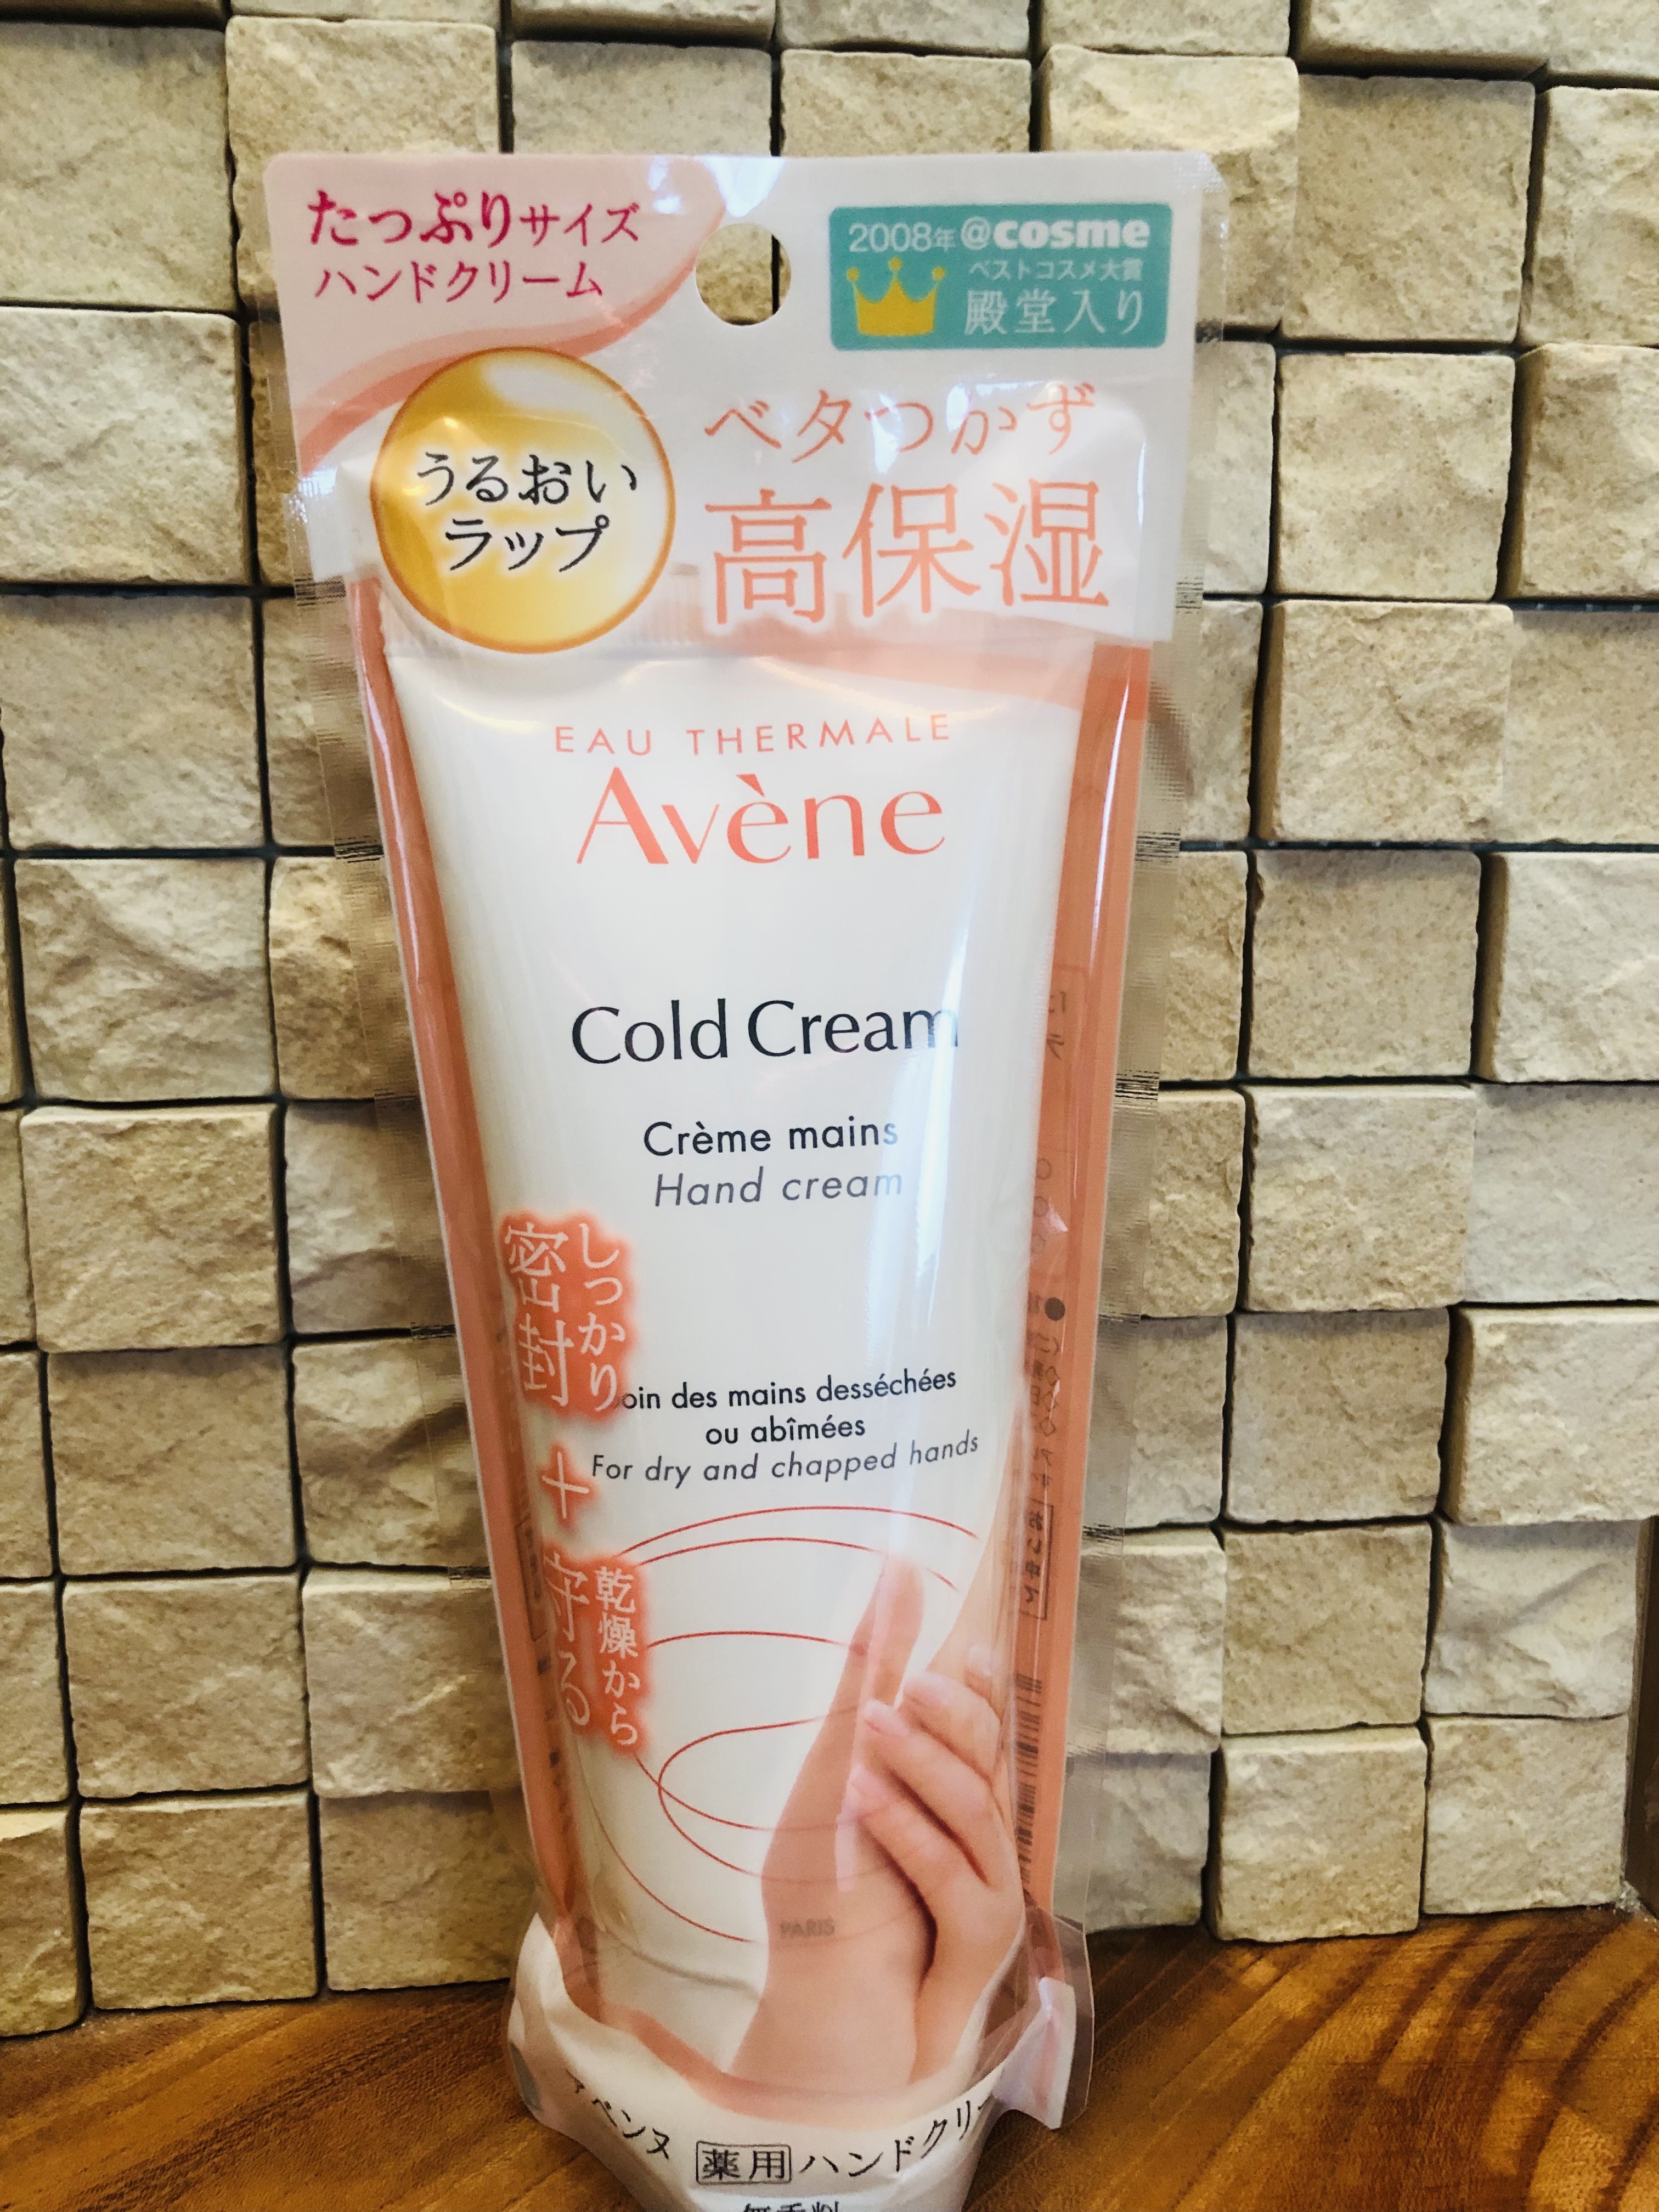 たっぷりサイズ
ハンドクリーム
2008年 @cosme
ベストコスメ大賞
殿堂入り
うるおい
ラップ
ベタつかず
高保湿
EAU THERMALE
Avène
Cold Cream
Crème mains
Hand cream
しっかり
密封
+
乾燥から
守る
des mains desséchées
ou abîmées
For dry and chapped hands
PARIS
薬用 ハンドクリー